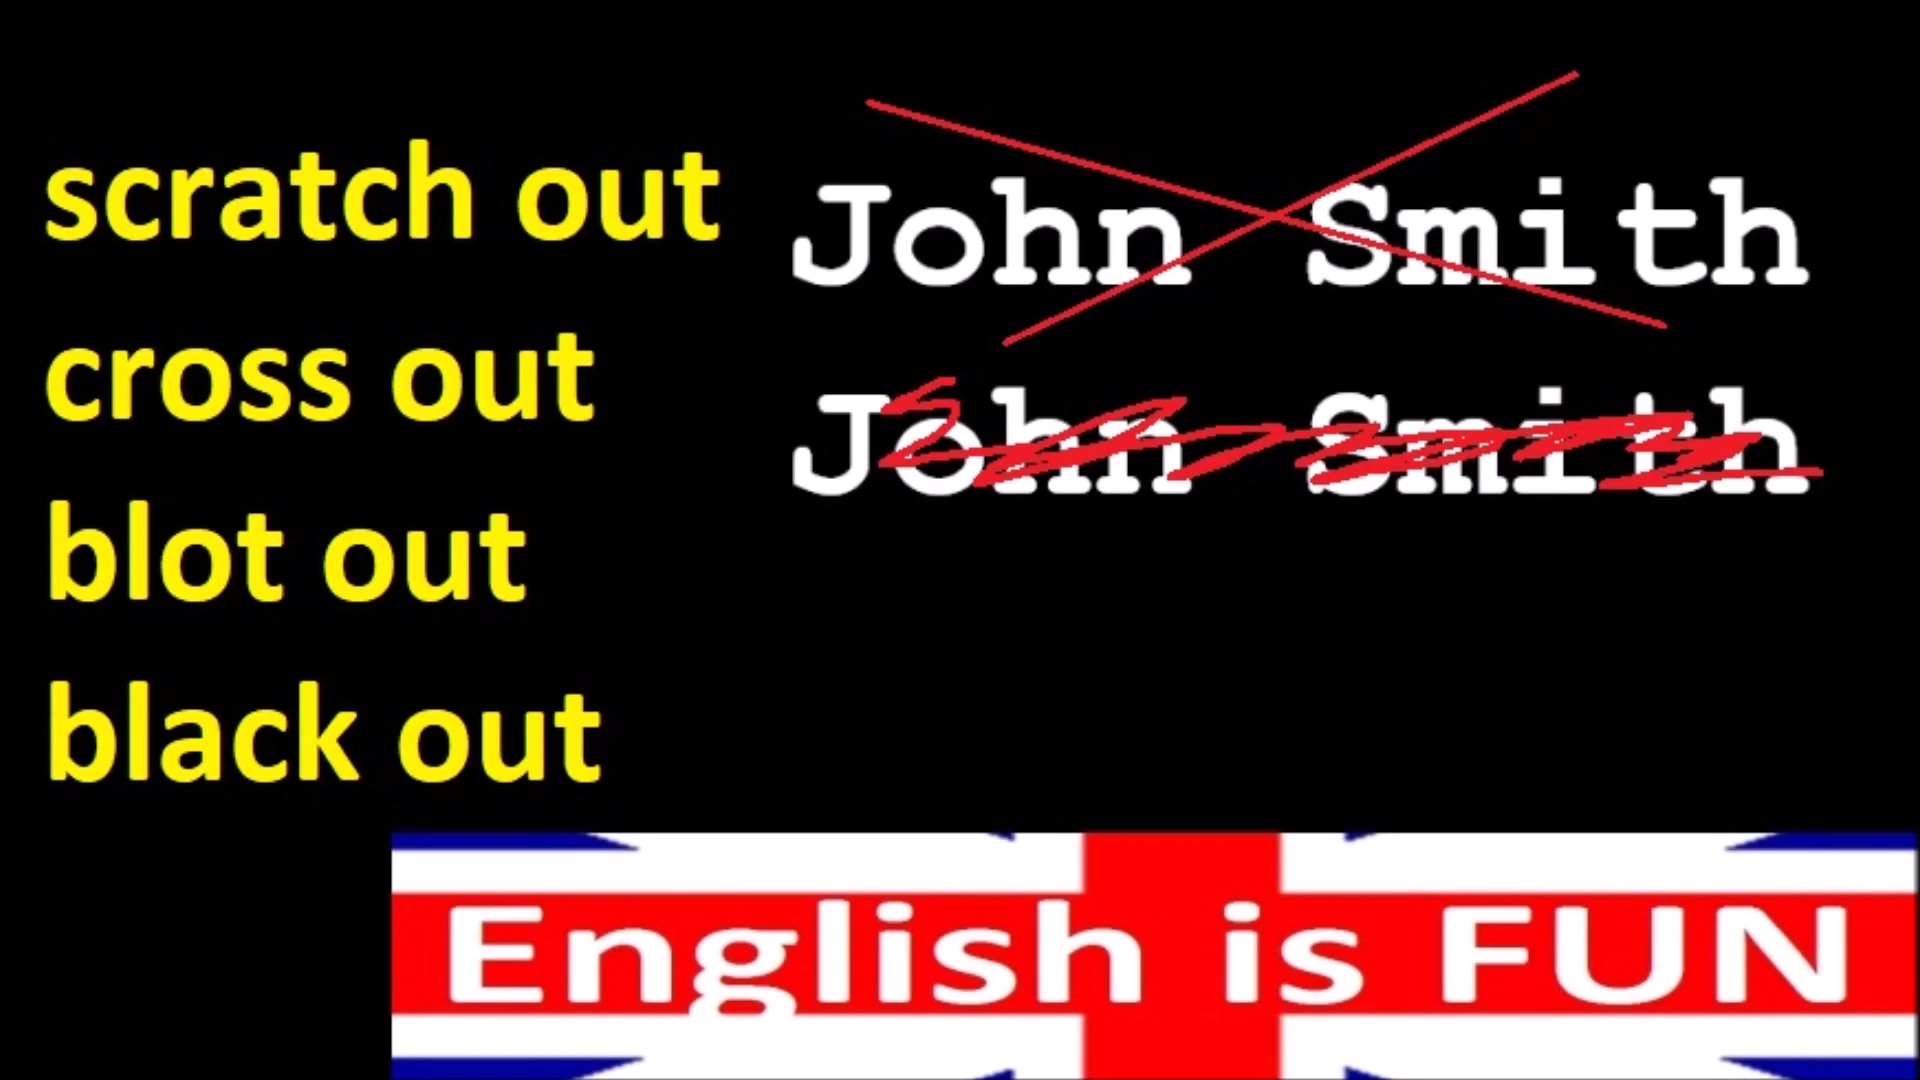 scratch out
John Smith
cross out
John Smith
blot out
black out
English is FUN